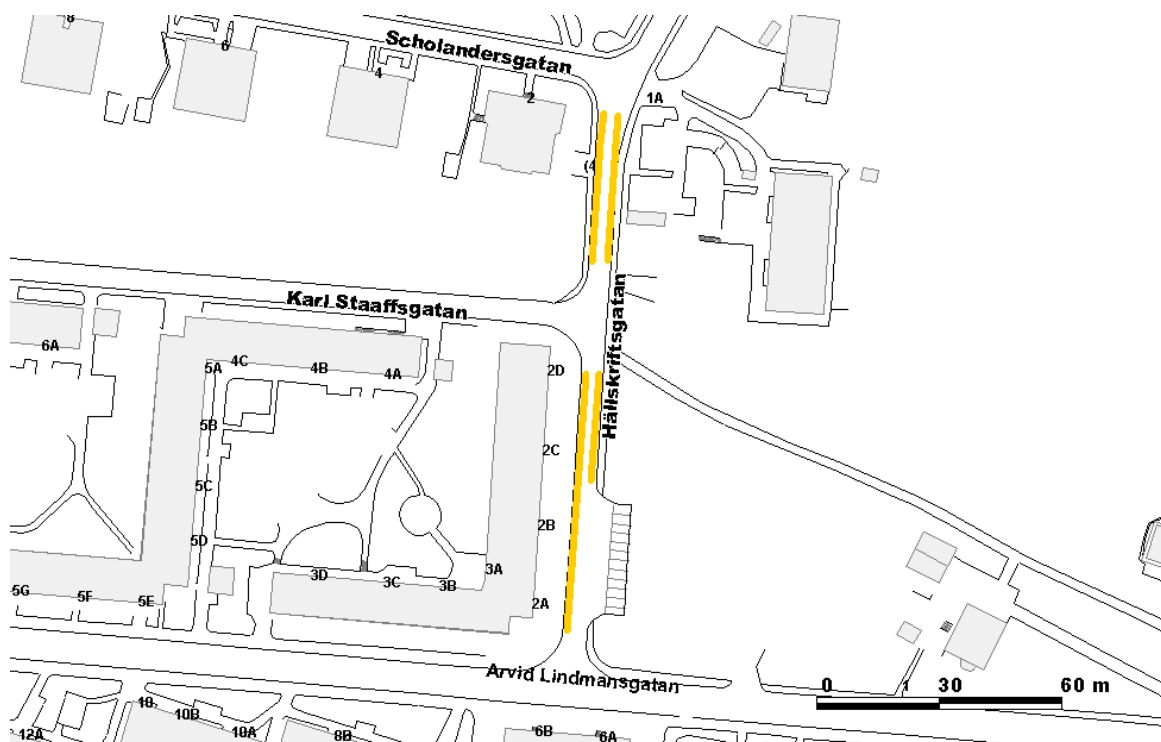 8
6
4
2
1A
(4
Scholandersgatan
Karl Staaffsgatan
Hällskriftsgatan
6A
5A
4C
4B
4A
2D
5B
2C
5C
2B
5D
3D
3C
3B
3A
2A
5G
5F
5E
Arvid Lindmansgatan
0 1 30 60 m
10
10B
10A
12A
8B
6B
6A